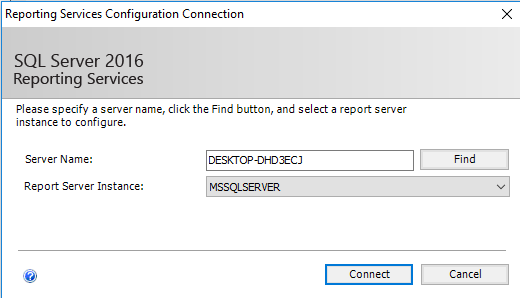 Reporting Services Configuration Connection
SQL Server 2016
Reporting Services
Please specify a server name, click the Find button, and select a report server
instance to configure.
Server Name:
DESKTOP-DHD3ECJ
Find
Report Server Instance:
MSSQLSERVER
?
Connect
Cancel